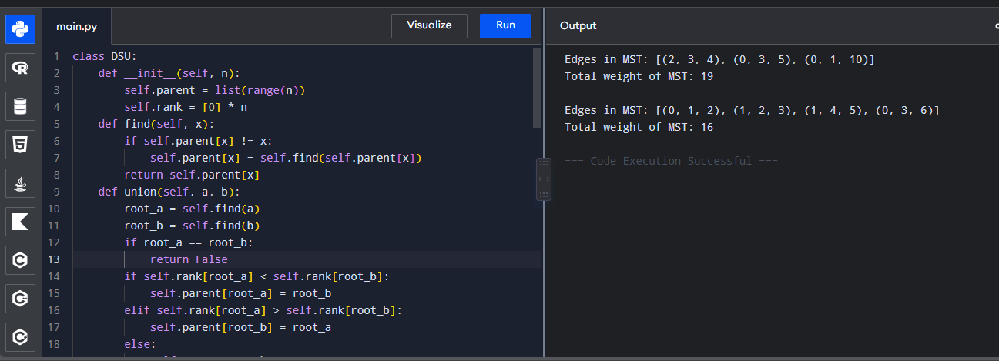 main.py
Visualize
Run
Output
1 class DSU:
2     def __init__(self, n):
3         self.parent = list(range(n))
4         self.rank = [0] * n
5     def find(self, x):
6         if self.parent[x] != x:
7             self.parent[x] = self.find(self.parent[x])
8         return self.parent[x]
9     def union(self, a, b):
10         root_a = self.find(a)
11         root_b = self.find(b)
12         if root_a == root_b:
13             return False
14         if self.rank[root_a] < self.rank[root_b]:
15             self.parent[root_a] = root_b
16         elif self.rank[root_a] > self.rank[root_b]:
17             self.parent[root_b] = root_a
18         else:
Edges in MST: [(2, 3, 4), (0, 3, 5), (0, 1, 10)]
Total weight of MST: 19
Edges in MST: [(0, 1, 2), (1, 2, 3), (1, 4, 5), (0, 3, 6)]
Total weight of MST: 16
=== Code Execution Successful ===